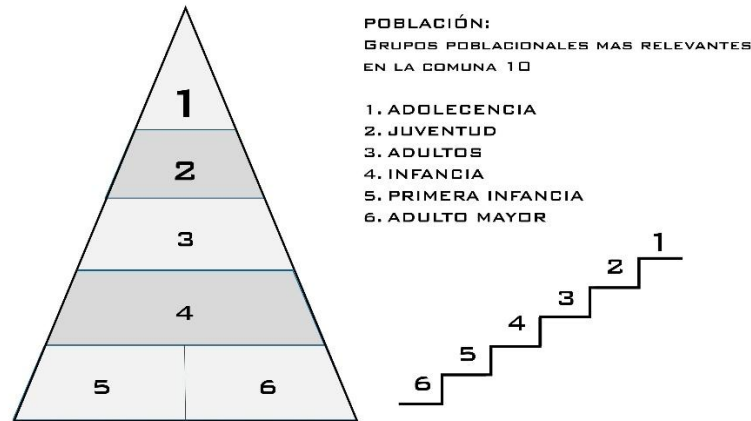 POBLACIÓN:
GRUPOS POBLACIONALES MAS RELEVANTES
EN LA COMUNA 10
1. ADOLECENCIA
2. JUVENTUD
3. ADULTOS
4. INFANCIA
5. PRIMERA INFANCIA
6. ADULTO MAYOR
1
2
3
4
5 6
1
2
3
4
5
6